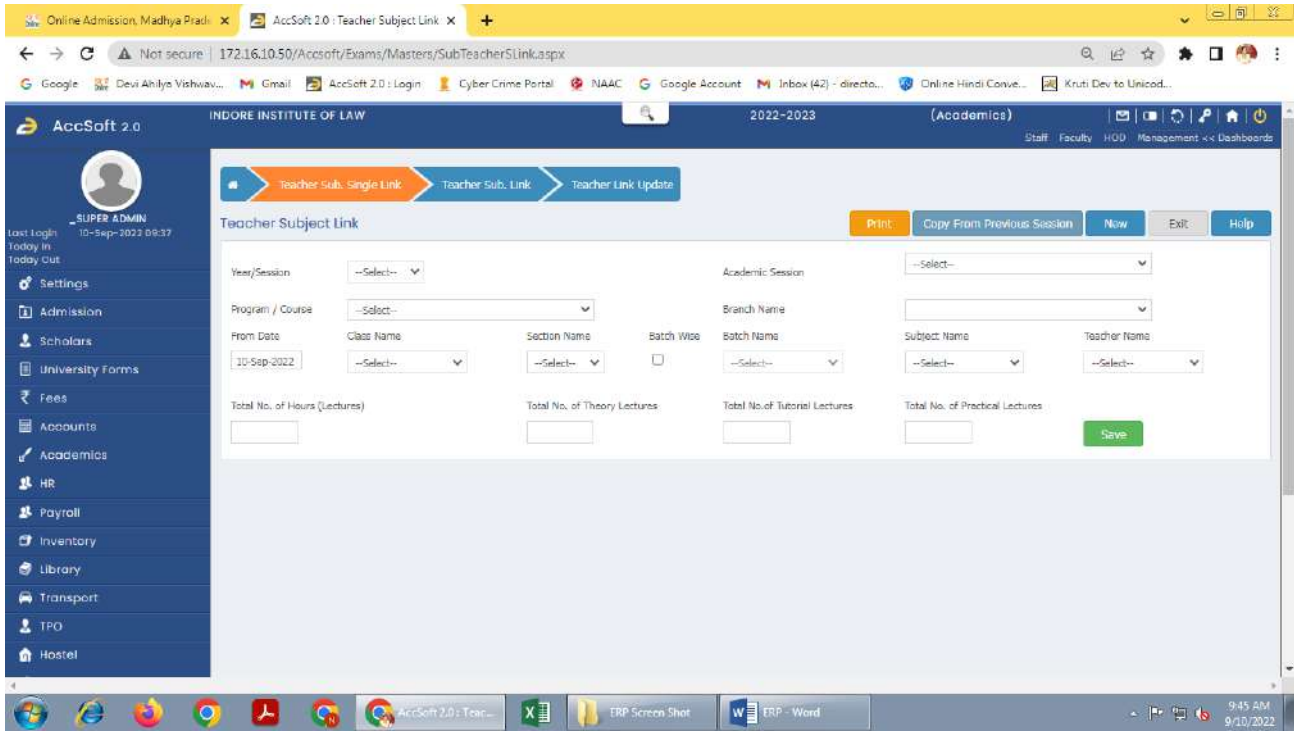 Online Admission, Madhya Prad
AccSoft 2.0 : Teacher Subject Link
Not secure | 172.16.10.50/Accsoft/Exams/Masters/SubTeacherSLink.aspx
Google Devi Ahilya Vishwav... Gmail AccSoft 2.0 : Login Cyber Crime Portal NAAC Google Account Inbox (42) - directo... Online Hindi Conve... Kruti Dev to Unicod...
AccSoft 2.0 INDORE INSTITUTE OF LAW 2022-2023 (Academics)
Staff Faculty HOD Management << Dashboards
Teacher Sub. Single Link Teacher Sub. Link Teacher Link Update
_SUPER ADMIN
Last Login 10-Sep-2022 09:37
Today In
Today Out
Settings
Admission
Scholars
University Forms
Fees
Accounts
Academics
HR
Payroll
Inventory
Library
Transport
TPO
Hostel
Teacher Subject Link Print Copy From Previous Session New Exit Help
Year/Session --Select-- Academic Session --Select--
Program / Course --Select-- Branch Name
From Date Class Name Section Name Batch Wise Batch Name Subject Name Teacher Name
10-Sep-2022 --Select-- --Select-- --Select-- --Select-- --Select--
Total No. of Hours (Lectures) Total No. of Theory Lectures Total No.of Tutorial Lectures Total No. of Practical Lectures
Save
AccSoft 2.0 : Teac... ERP Screen Shot ERP - Word
9:45 AM
9/10/2022